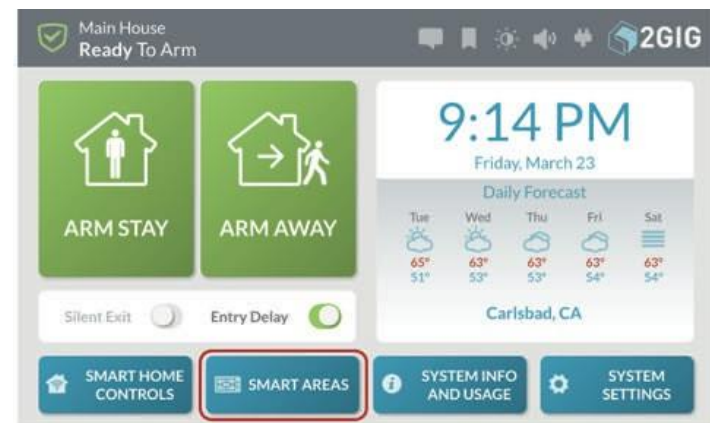 Main House
Ready To Arm
2GIG
ARM STAY
ARM AWAY
Silent Exit
Entry Delay
9:14 PM
Friday, March 23
Daily Forecast
Tue Wed Thu Fri Sat
65° 63° 63° 63° 63°
51° 53° 53° 54° 54°
Carlsbad, CA
SMART HOME
CONTROLS
SMART AREAS
SYSTEM INFO
AND USAGE
SYSTEM
SETTINGS